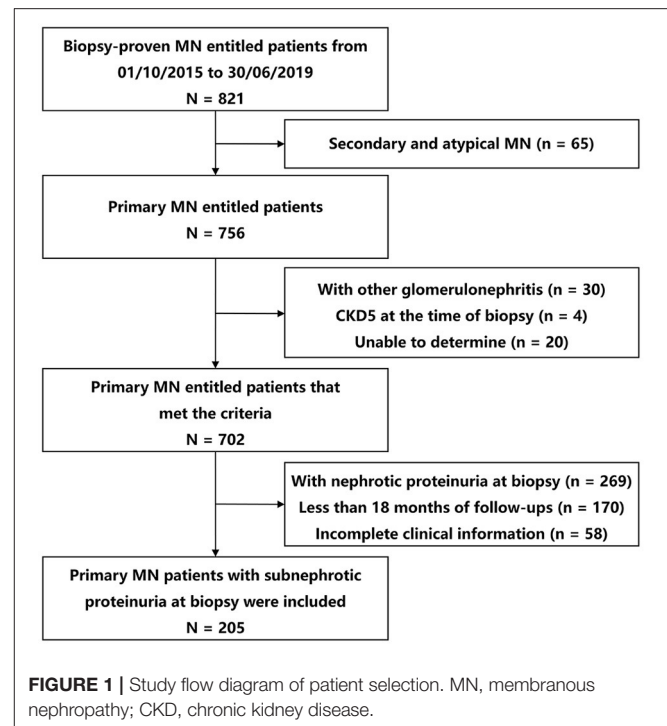 Biopsy-proven MN entitled patients from
01/10/2015 to 30/06/2019
N = 821
Secondary and atypical MN (n = 65)
Primary MN entitled patients
N = 756
With other glomerulonephritis (n = 30)
CKD5 at the time of biopsy (n = 4)
Unable to determine (n = 20)
Primary MN entitled patients that
met the criteria
N = 702
With nephrotic proteinuria at biopsy (n = 269)
Less than 18 months of follow-ups (n = 170)
Incomplete clinical information (n = 58)
Primary MN patients with subnephrotic
proteinuria at biopsy were included
N = 205
FIGURE 1 | Study flow diagram of patient selection. MN, membranous
nephropathy; CKD, chronic kidney disease.